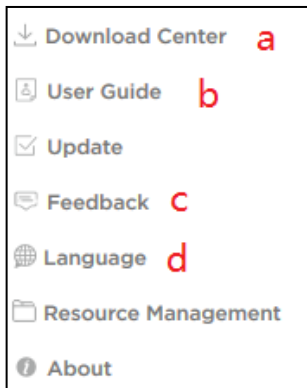 Download Center a
User Guide b
Update
Feedback c
Language d
Resource Management
About